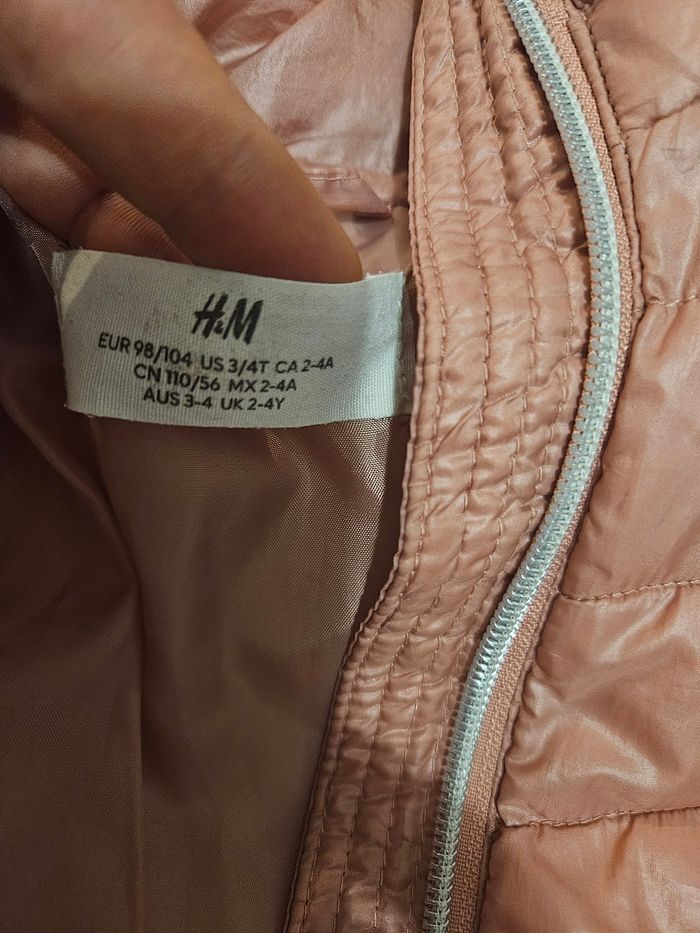 H&M
EUR 98/104 US 3/4T CA 2-4A
CN 110/56 MX 2-4A
AUS 3-4 UK 2-4Y